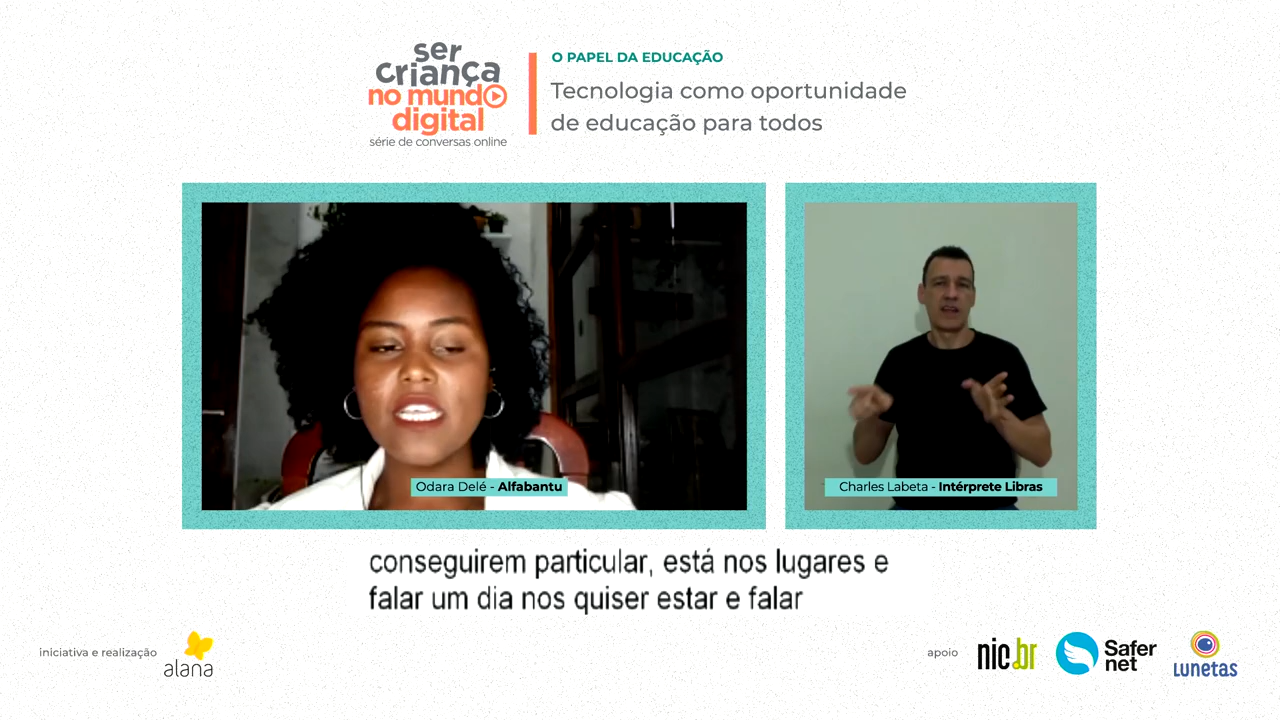 ser
criança
no mundo
digital
série de conversas online
O PAPEL DA EDUCAÇÃO
Tecnologia como oportunidade
de educação para todos
Odara Delé - Alfabantu
Charles Labeta - Intérprete Libras
conseguirem particular, está nos lugares e
falar um dia nos quiser estar e falar
iniciativa e realização
alana
apoio
nic.br
Safer
net
LUNETAS